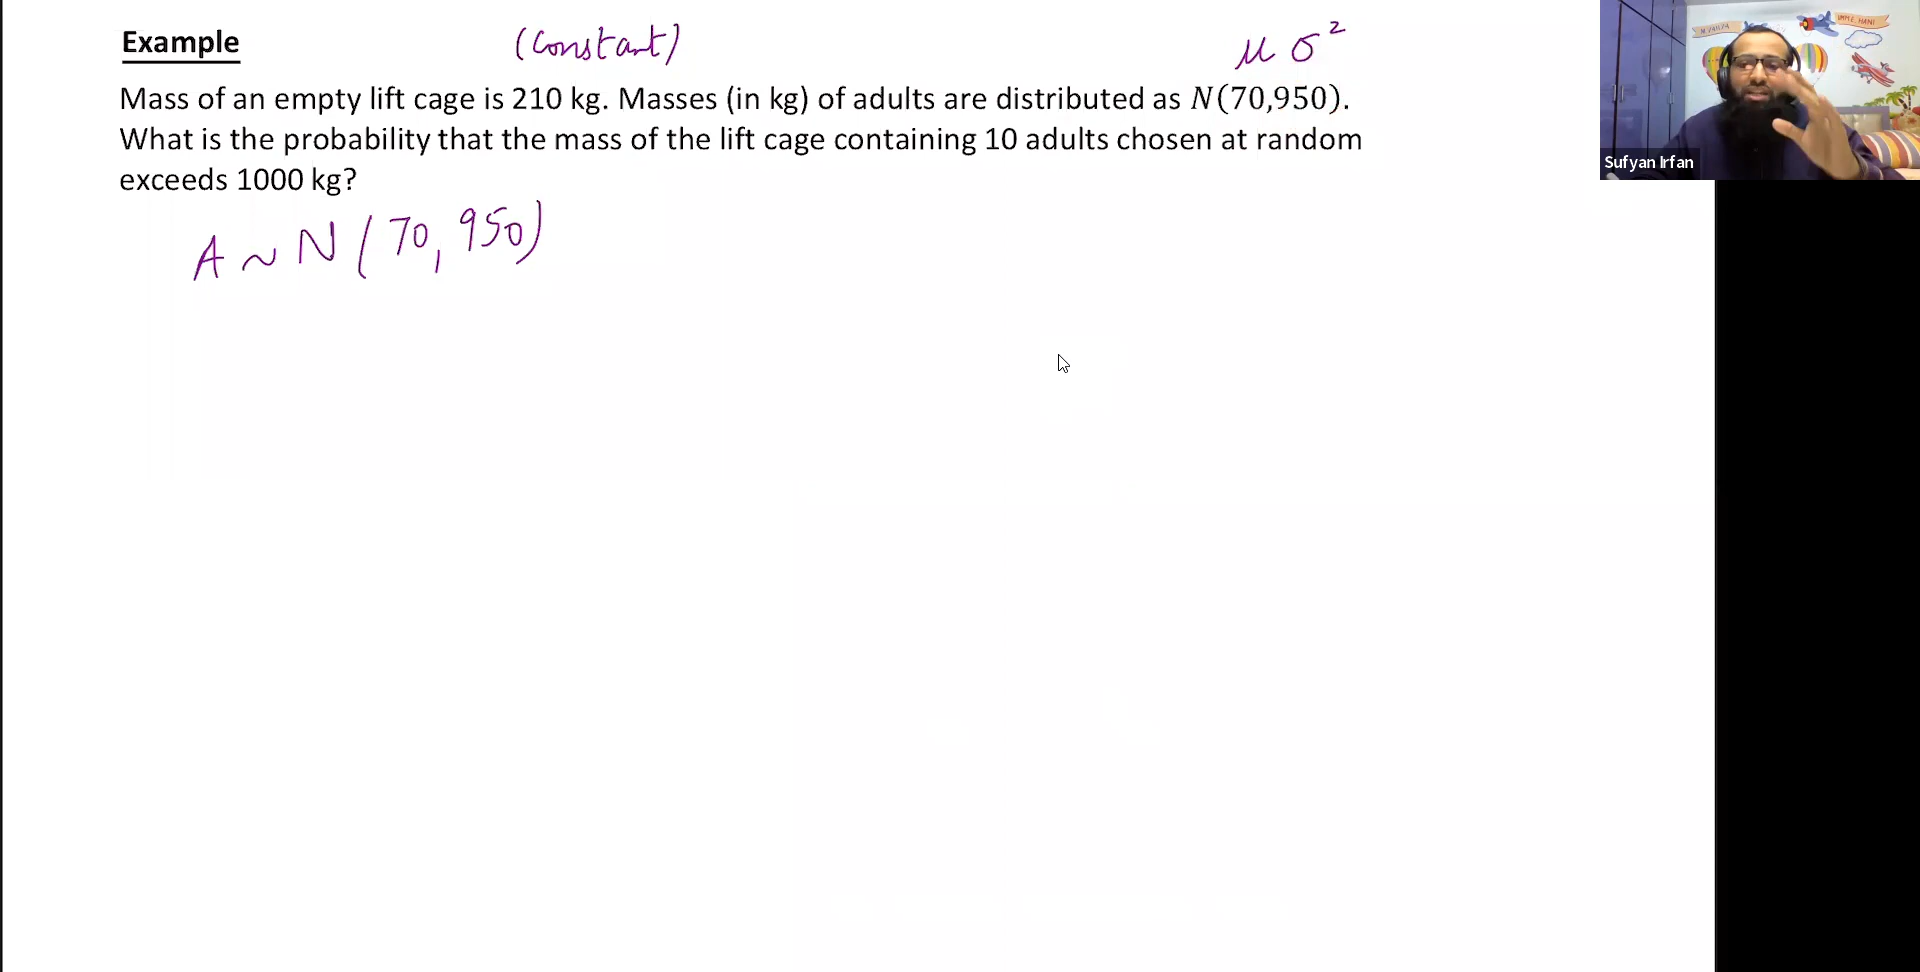 Example
(Constant)
μ σ²
Mass of an empty lift cage is 210 kg. Masses (in kg) of adults are distributed as N(70,950).
What is the probability that the mass of the lift cage containing 10 adults chosen at random
exceeds 1000 kg?
A ~ N(70, 950)
UMM E. HANI
Sufyan Irfan